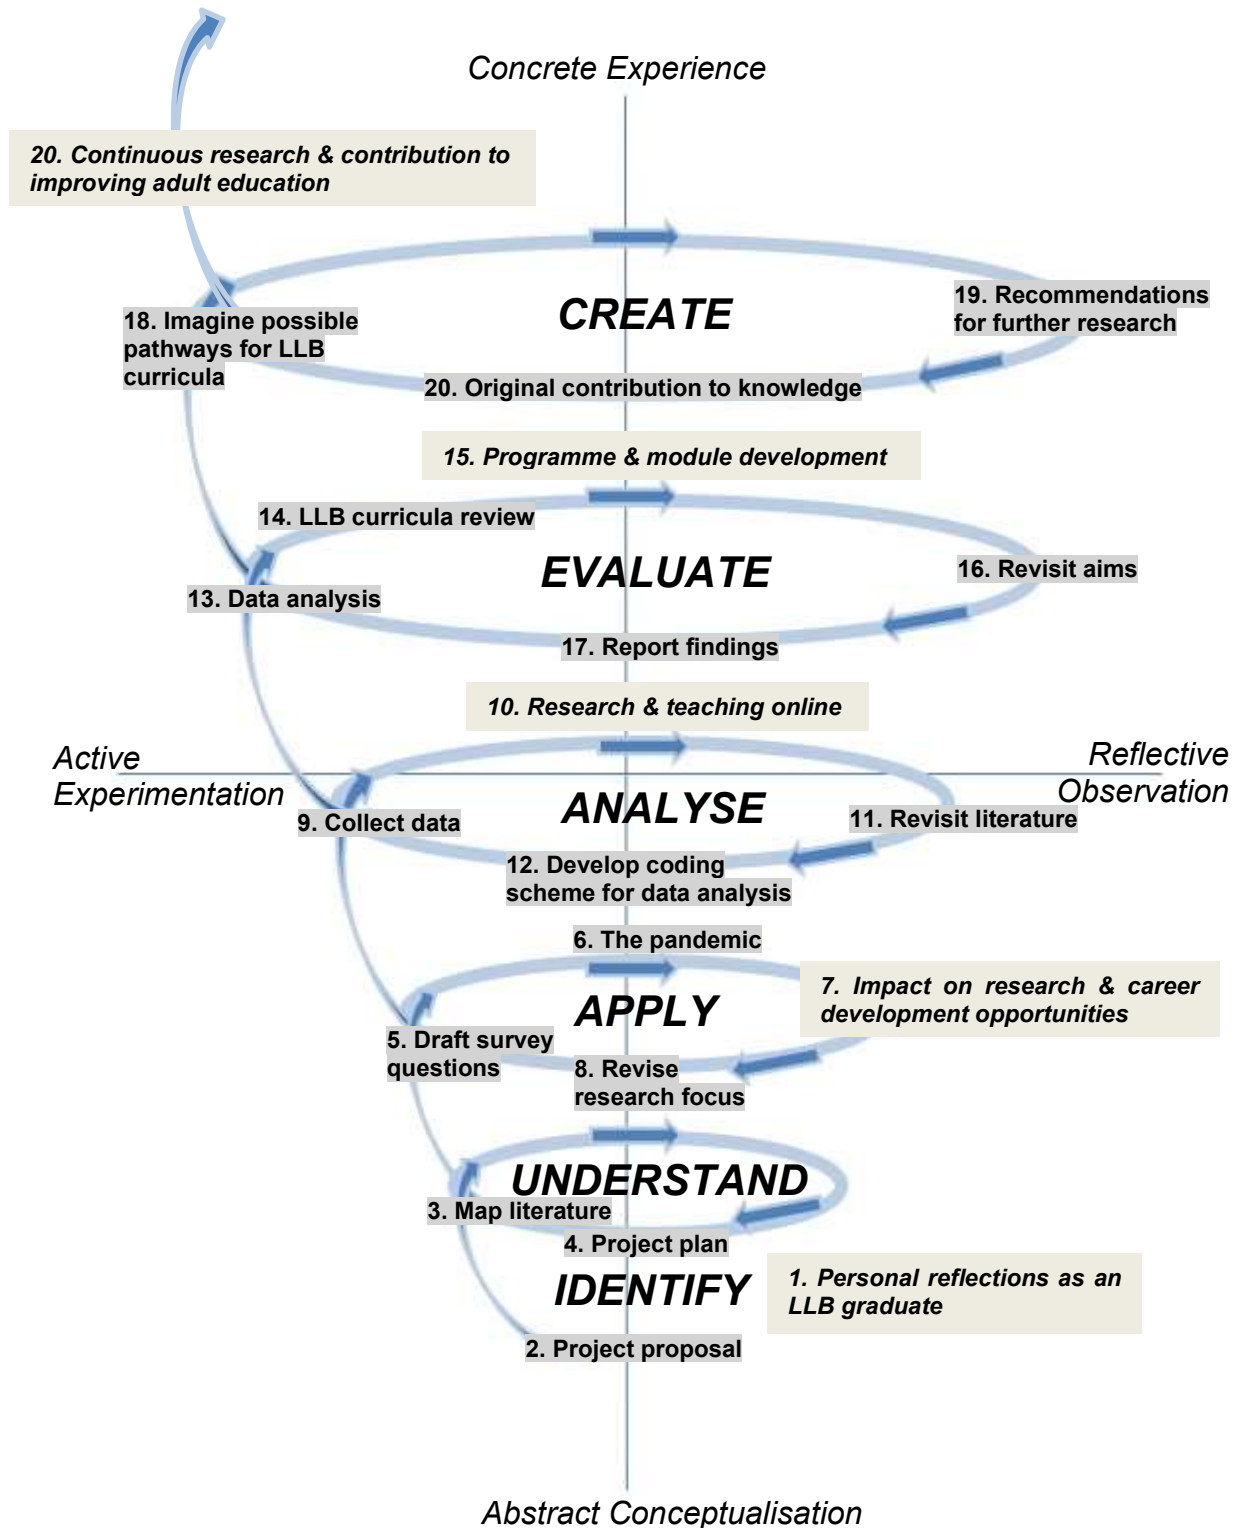 Concrete Experience
20. Continuous research & contribution to
improving adult education
CREATE
18. Imagine possible
pathways for LLB
curricula
19. Recommendations
for further research
20. Original contribution to knowledge
15. Programme & module development
14. LLB curricula review
EVALUATE
16. Revisit aims
13. Data analysis
17. Report findings
10. Research & teaching online
Active
Experimentation
Reflective
Observation
ANALYSE
9. Collect data
11. Revisit literature
12. Develop coding
scheme for data analysis
6. The pandemic
7. Impact on research & career
development opportunities
APPLY
5. Draft survey
questions
8. Revise
research focus
UNDERSTAND
3. Map literature
4. Project plan
1. Personal reflections as an
LLB graduate
IDENTIFY
2. Project proposal
Abstract Conceptualisation